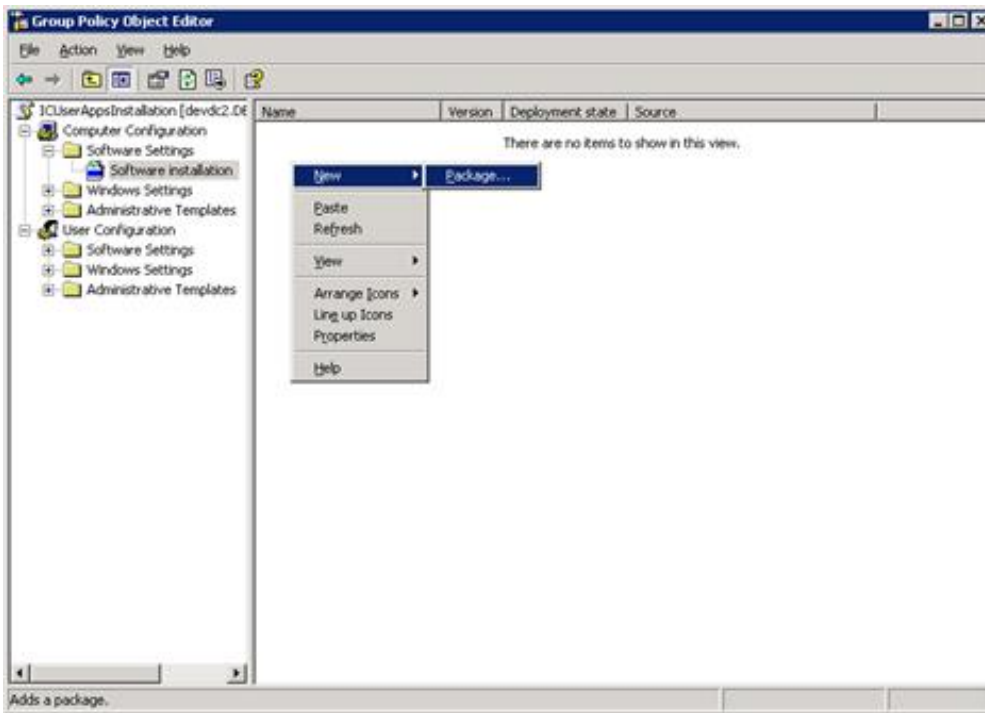 Group Policy Object Editor
File Action View Help
ICUserAppsInstallation [devdc2.DE
Computer Configuration
Software Settings
Software installation
Windows Settings
Administrative Templates
User Configuration
Software Settings
Windows Settings
Administrative Templates
Name Version Deployment state Source
There are no items to show in this view.
New
Package...
Paste
Refresh
View
Arrange Icons
Line up Icons
Properties
Help
Adds a package.